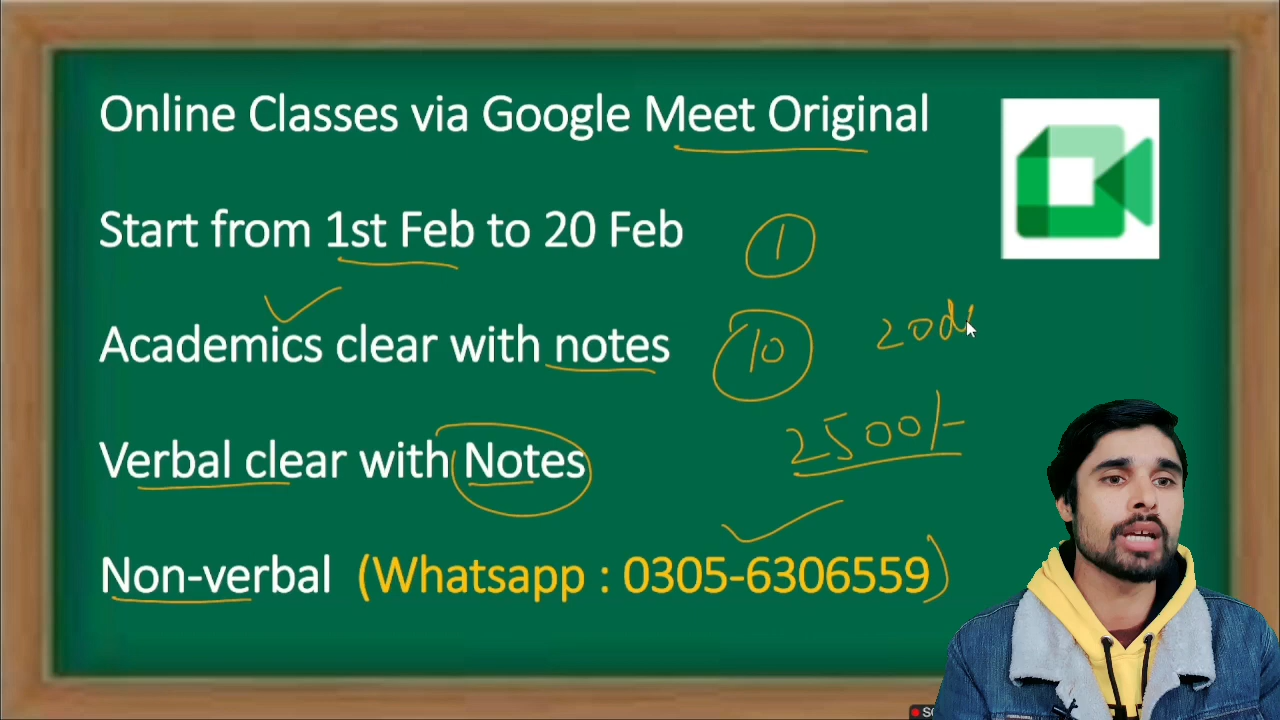 Online Classes via Google Meet Original
Start from 1st Feb to 20 Feb
1
Academics clear with notes
10
20d
2500/-
Verbal clear with Notes
Non-verbal (Whatsapp : 0305-6306559)